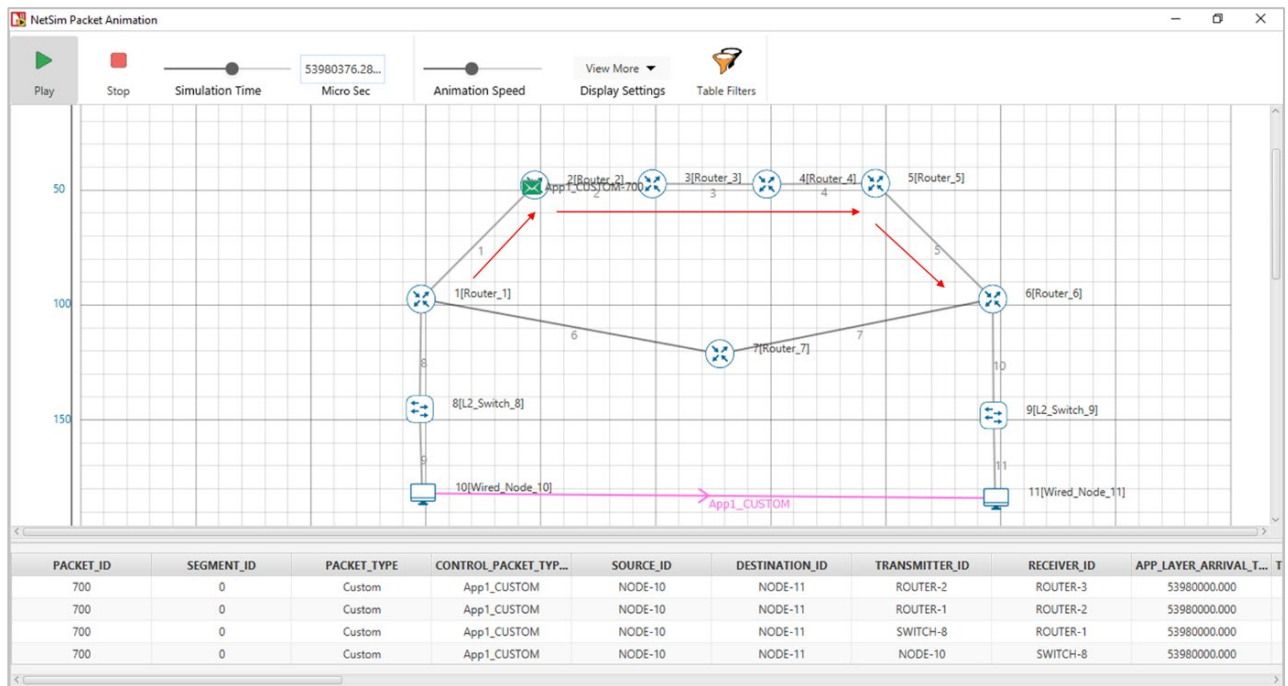 NetSim Packet Animation
53980376.28...
View More
Play Stop Simulation Time Micro Sec Animation Speed Display Settings Table Filters
50
2[Router_2] 3[Router_3] 4[Router_4] 5[Router_5]
App1_CUSTOM-700
2 3 4
1 5
1[Router_1] 6[Router_6]
100
6 7
7[Router_7]
8 10
8[L2_Switch_8] 9[L2_Switch_9]
150
9 11
10[Wired_Node_10] 11[Wired_Node_11]
App1_CUSTOM
PACKET_ID SEGMENT_ID PACKET_TYPE CONTROL_PACKET_TYP... SOURCE_ID DESTINATION_ID TRANSMITTER_ID RECEIVER_ID APP_LAYER_ARRIVAL_T... T
700 0 Custom App1_CUSTOM NODE-10 NODE-11 ROUTER-2 ROUTER-3 53980000.000
700 0 Custom App1_CUSTOM NODE-10 NODE-11 ROUTER-1 ROUTER-2 53980000.000
700 0 Custom App1_CUSTOM NODE-10 NODE-11 SWITCH-8 ROUTER-1 53980000.000
700 0 Custom App1_CUSTOM NODE-10 NODE-11 NODE-10 SWITCH-8 53980000.000